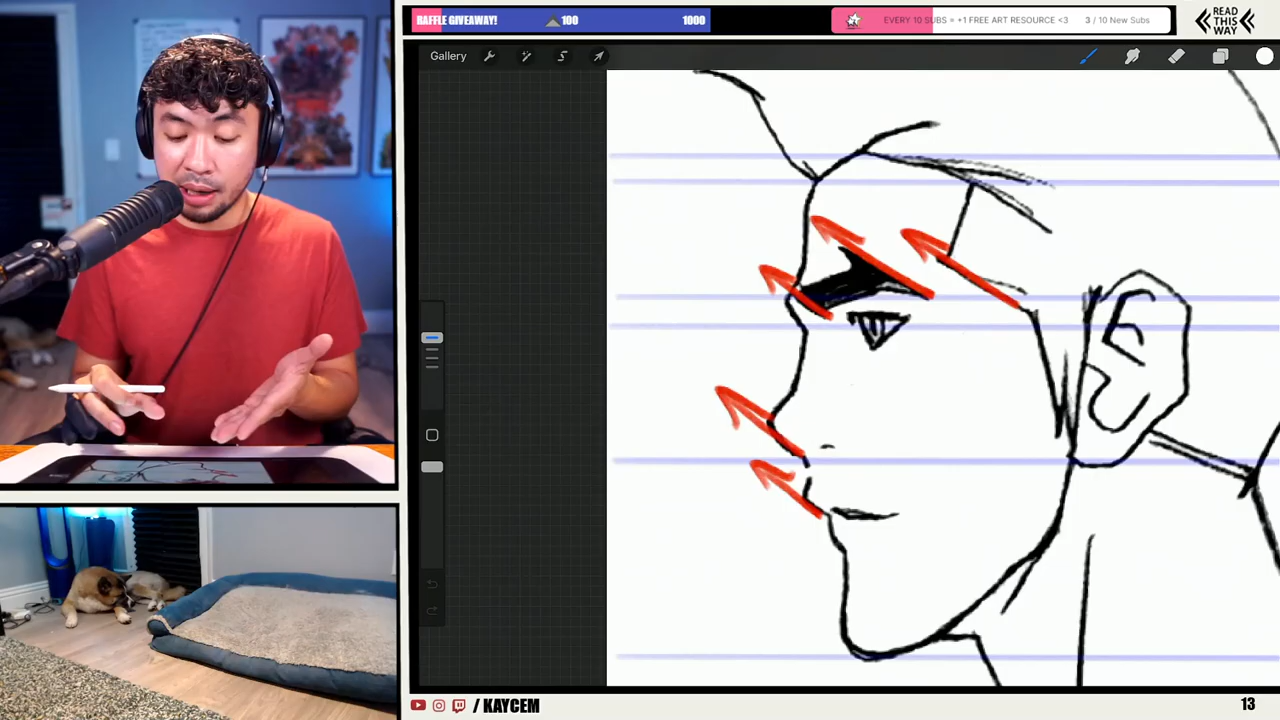 RAFFLE GIVEAWAY!
100
1000
EVERY 10 SUBS = +1 FREE ART RESOURCE <3
3 / 10 New Subs
READ
THIS
WAY
Gallery
/ KAYCEM
13